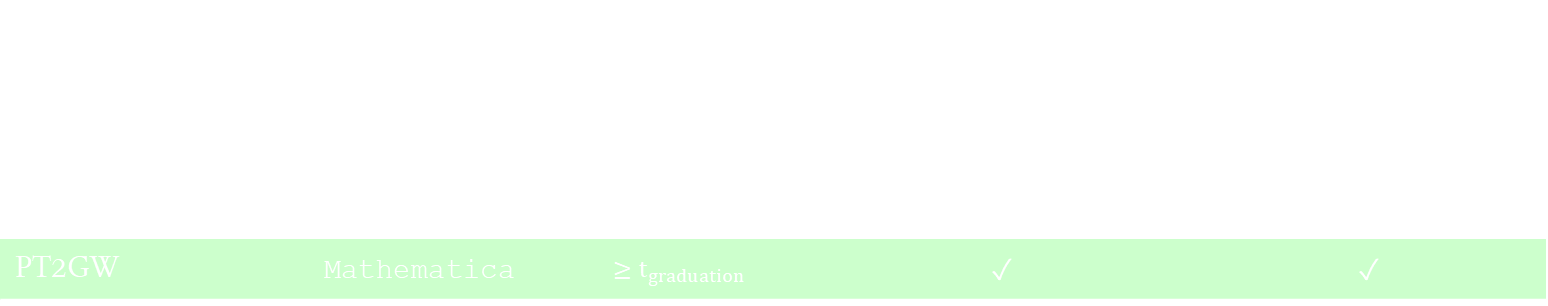 PT2GW Mathematica ≥ t_graduation ✓ ✓